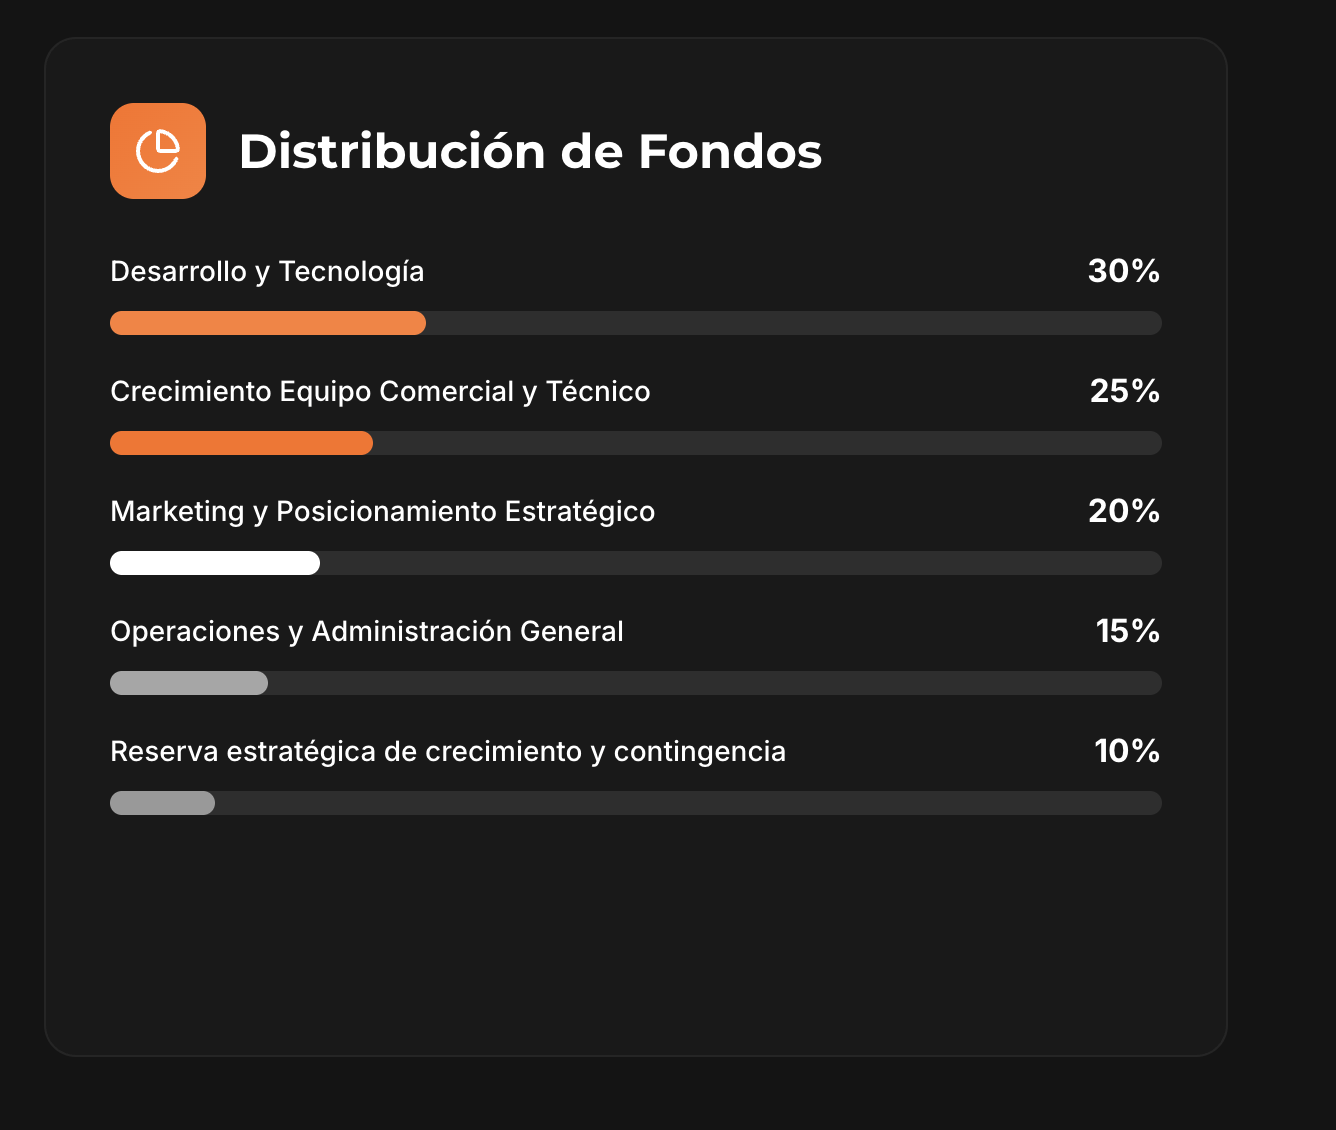 Distribución de Fondos
Desarrollo y Tecnología 30%
Crecimiento Equipo Comercial y Técnico 25%
Marketing y Posicionamiento Estratégico 20%
Operaciones y Administración General 15%
Reserva estratégica de crecimiento y contingencia 10%